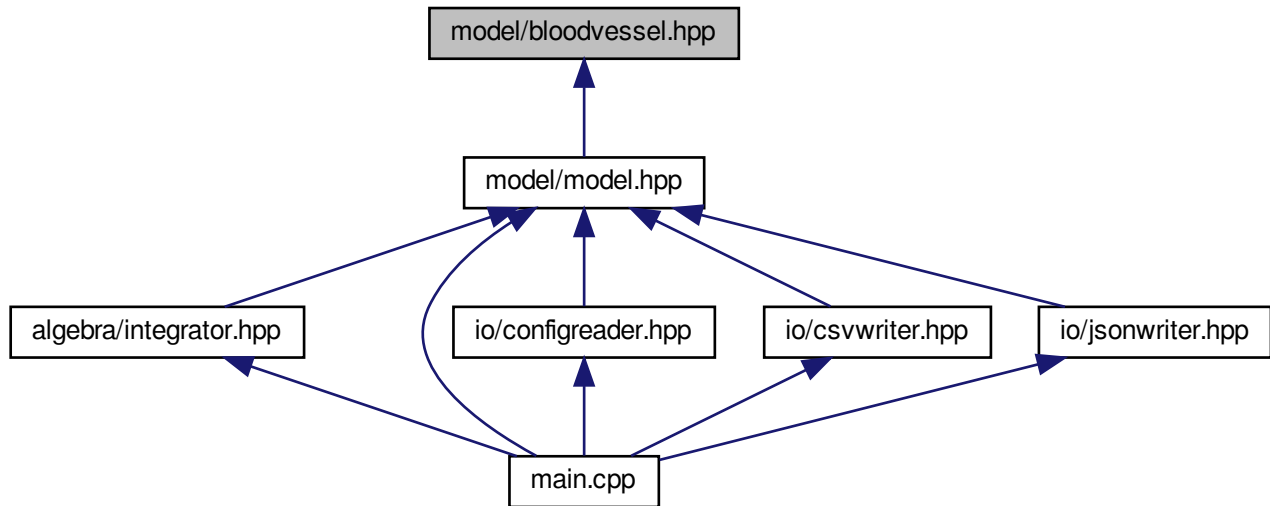 model/bloodvessel.hpp
model/model.hpp
algebra/integrator.hpp
io/configreader.hpp
io/csvwriter.hpp
io/jsonwriter.hpp
main.cpp